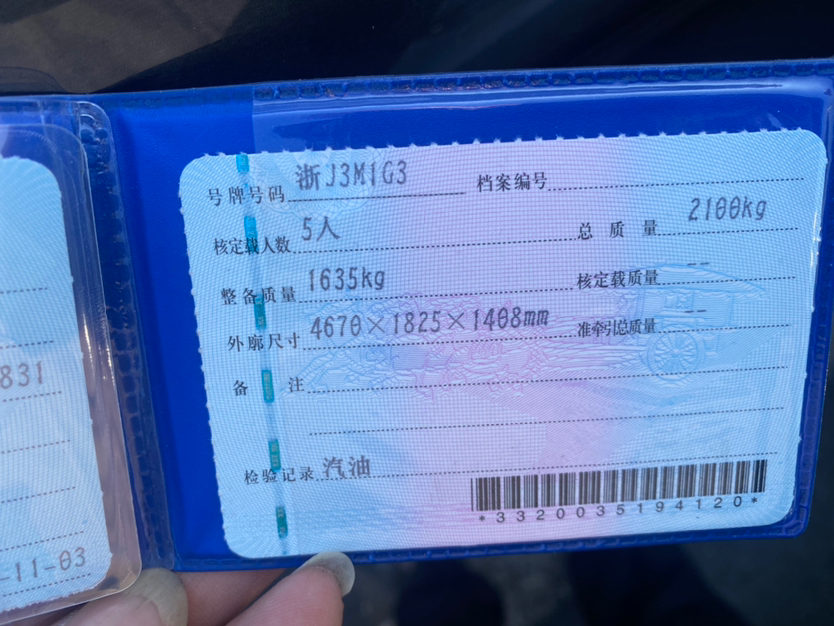 号牌号码 浙J3M1G3 档案编号
核定载人数 5人 总质量 2100kg
整备质量 1635kg 核定载质量 --
外廓尺寸 4670×1825×1408mm 准牵引总质量 --
备注
检验记录 汽油
*3320035194120*
831
-11-03